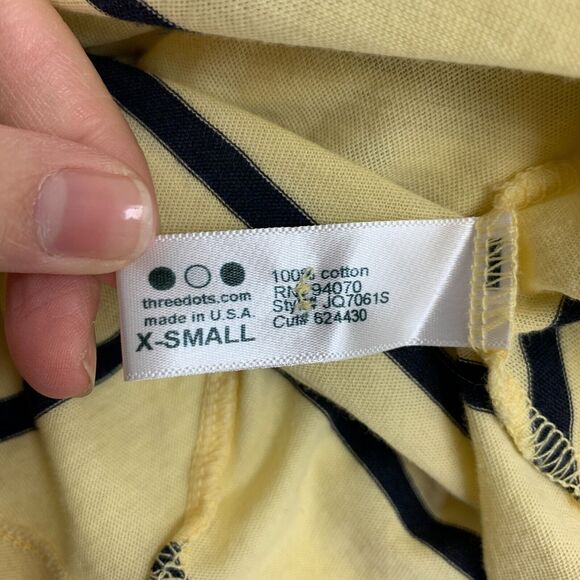 threedots.com
made in U.S.A.
X-SMALL
100% cotton
RN# 94070
Style# JQ7061S
Cut# 624430